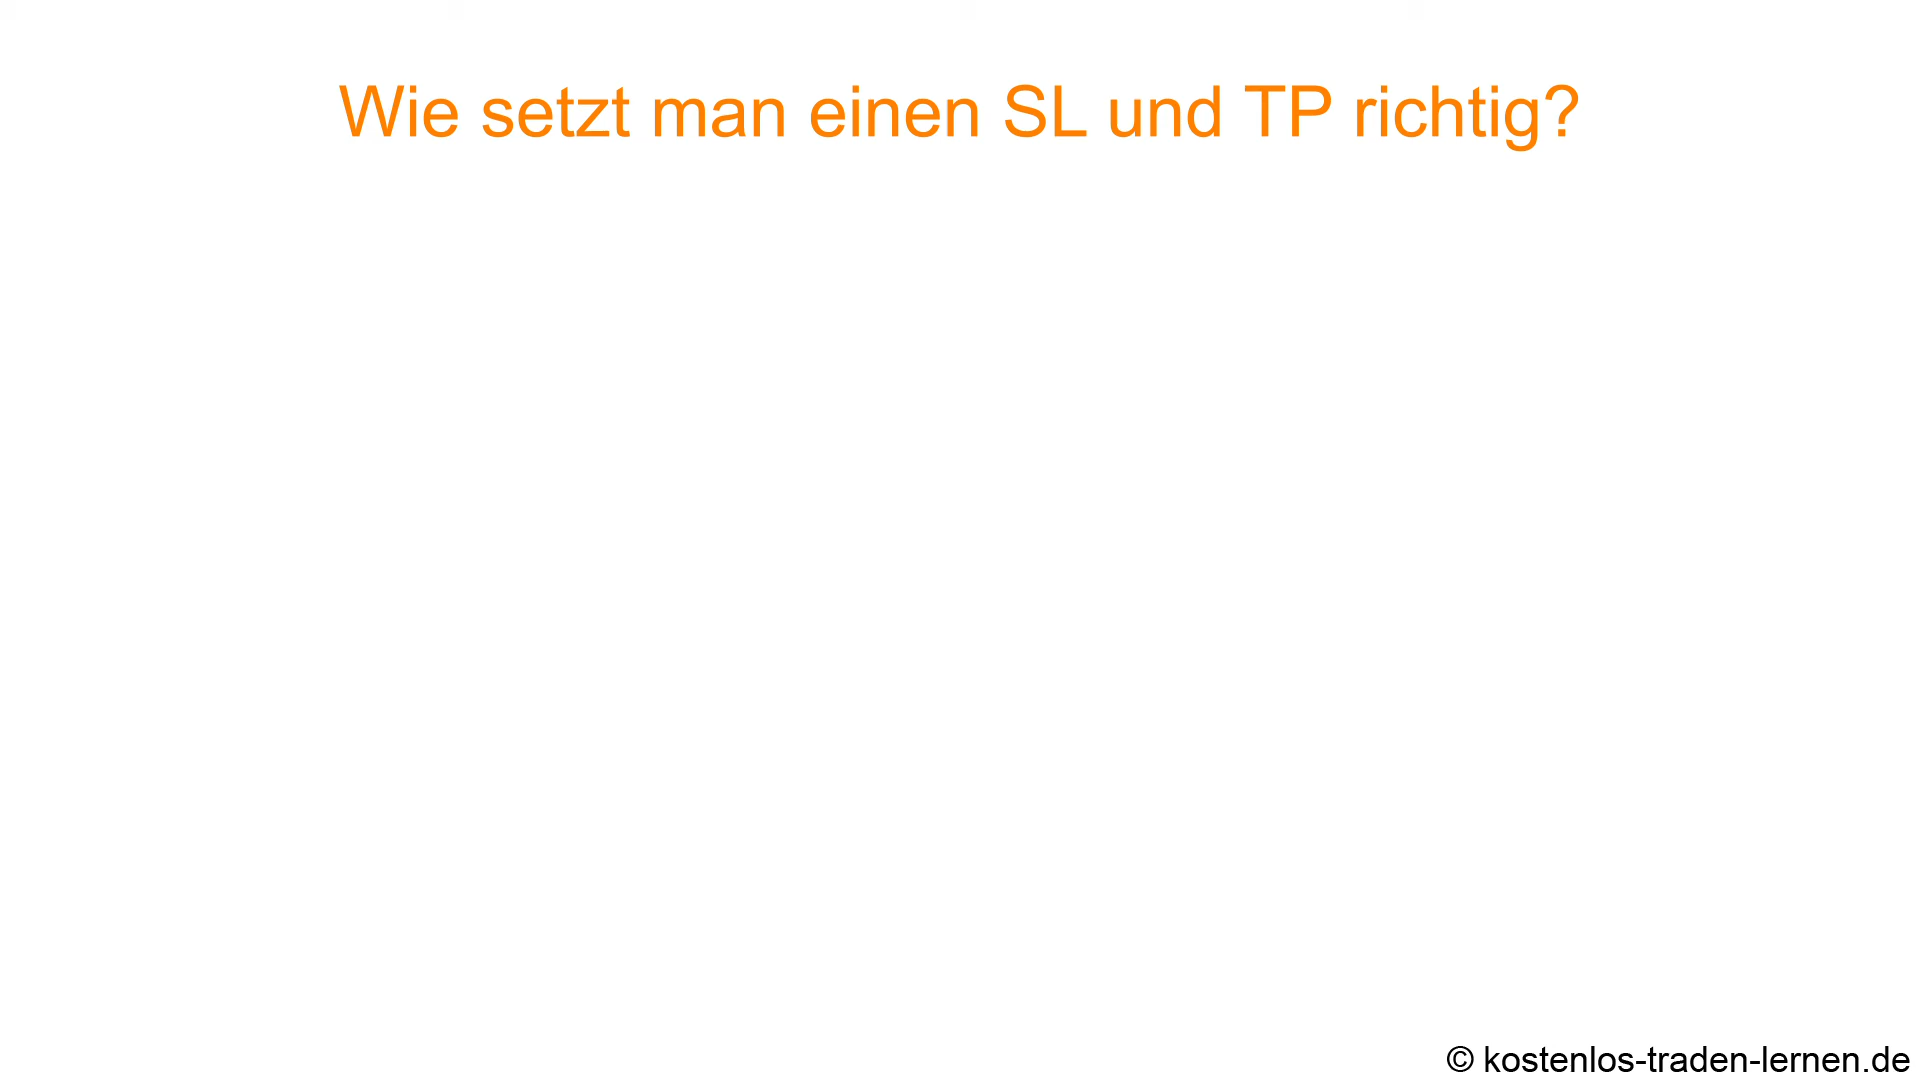 Wie setzt man einen SL und TP richtig?
© kostenlos-traden-lernen.de